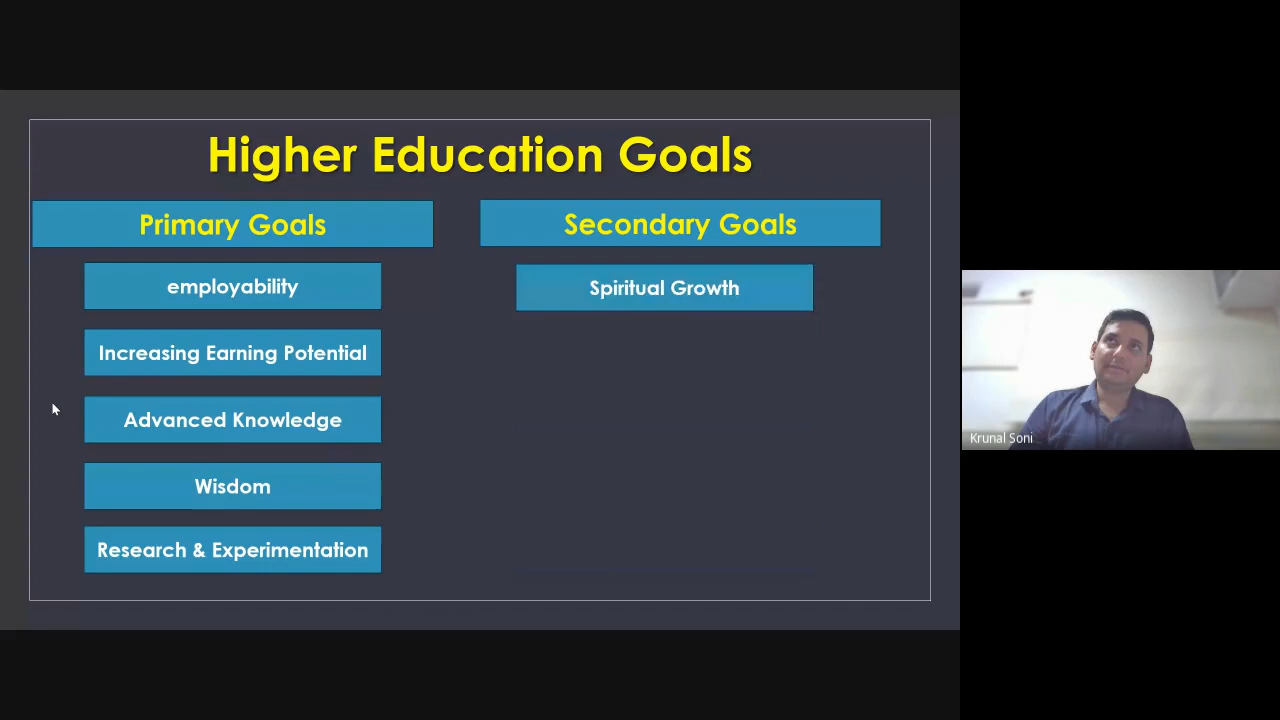 Higher Education Goals
Primary Goals
employability
Increasing Earning Potential
Advanced Knowledge
Wisdom
Research & Experimentation
Secondary Goals
Spiritual Growth
Krunal Soni